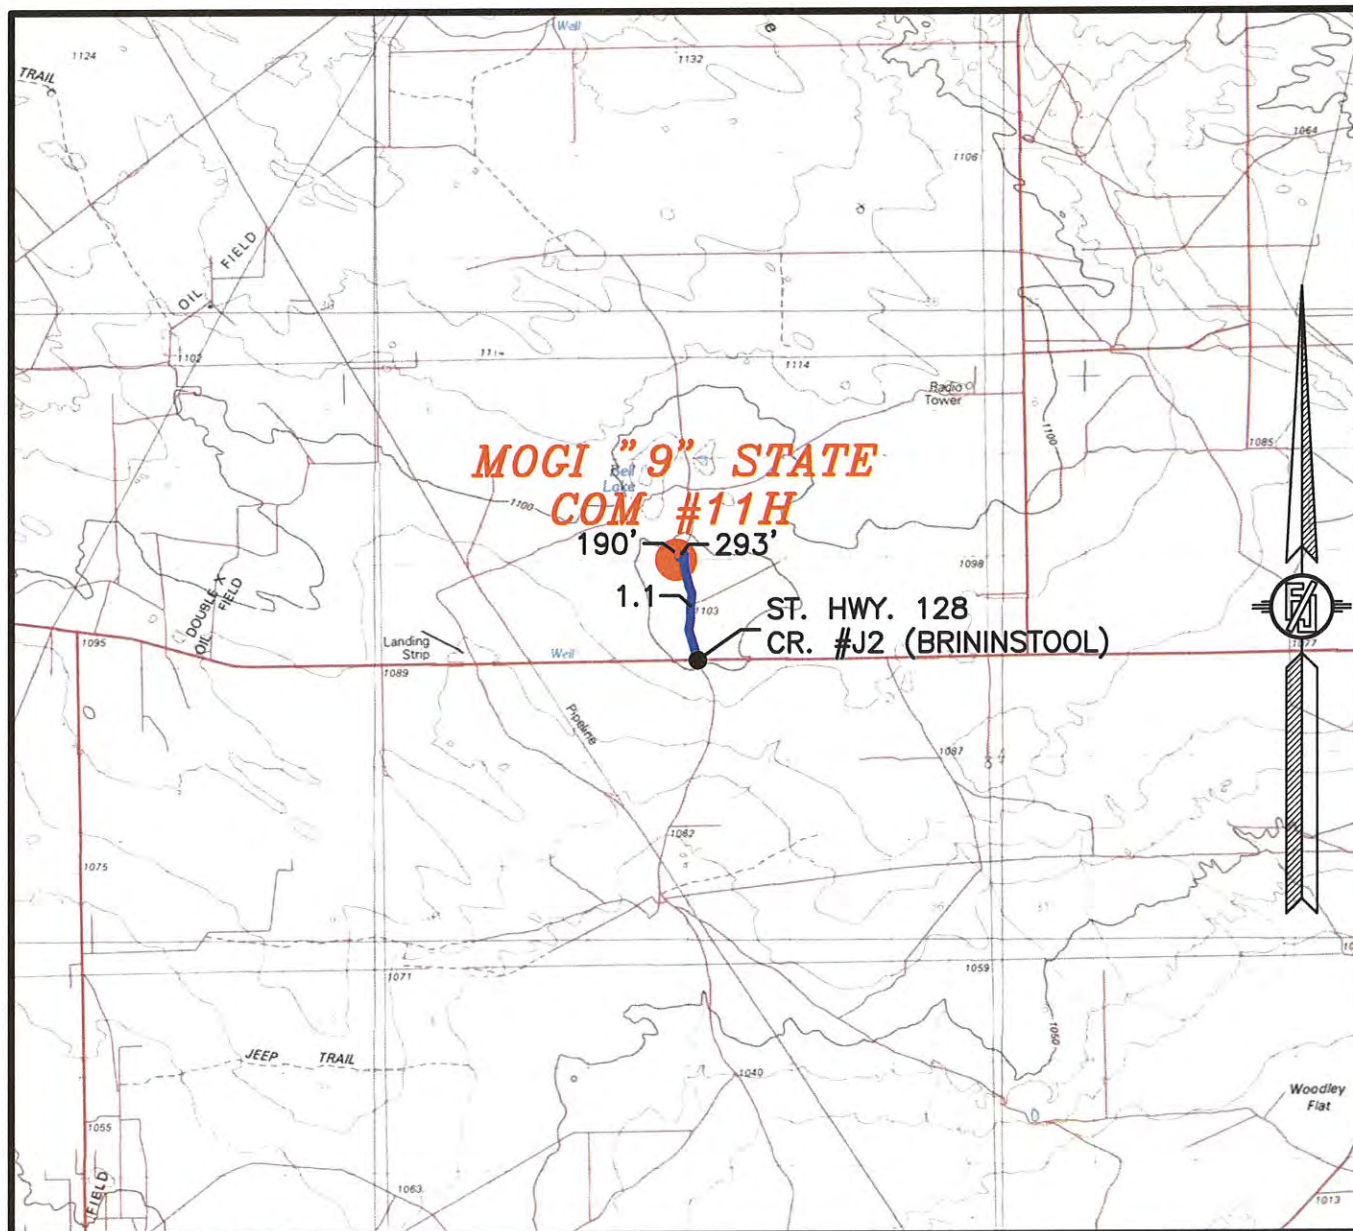 Well
1124
TRAIL
1132
1064
1106
OIL FIELD
1102
1114
1114
Radio
Tower
1100
1085
MOGI "9" STATE
Bell
Lake
COM #11H
1100
190' 293'
1098
1.1
1103
DOUBLE X
OIL FIELD
ST. HWY. 128
CR. #J2 (BRININSTOOL)
1095
Landing
Strip
Well
1077
1089
Pipeline
1087
1062
1075
1071
1059
1050
JEEP TRAIL
1040
Woodley
Flat
1055
1063
FIELD
1013